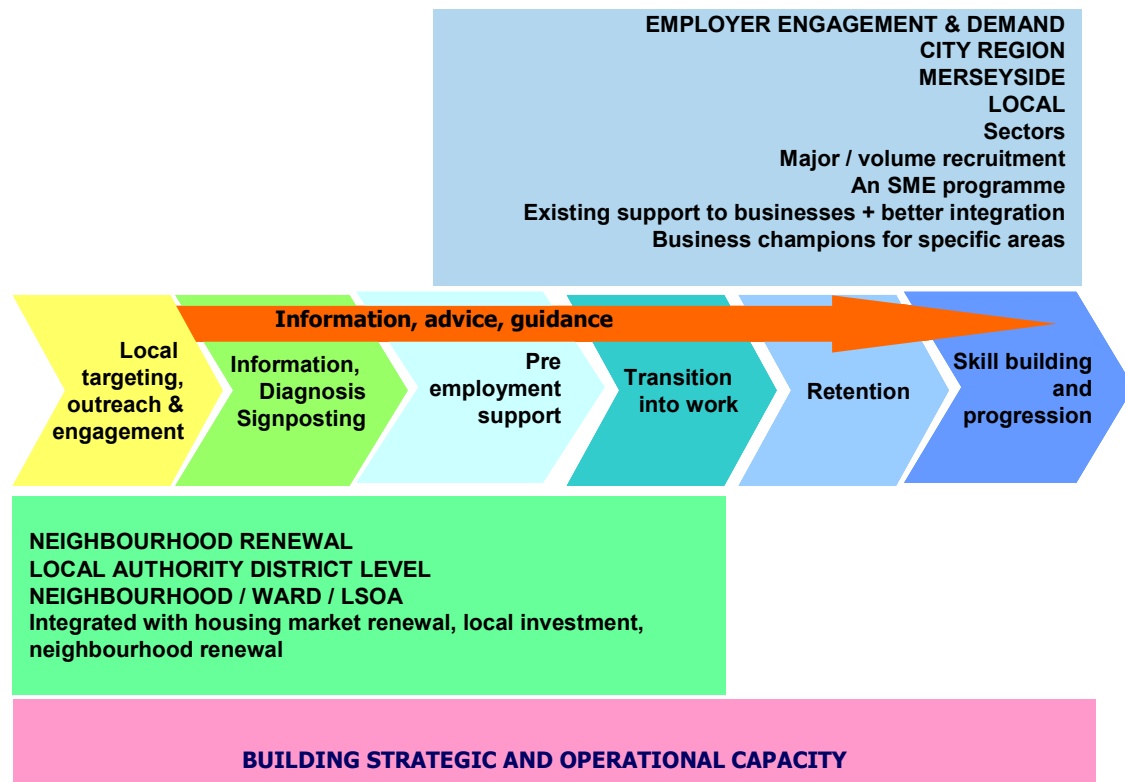 EMPLOYER ENGAGEMENT & DEMAND
CITY REGION
MERSEYSIDE
LOCAL
Sectors
Major / volume recruitment
An SME programme
Existing support to businesses + better integration
Business champions for specific areas
Information, advice, guidance
Local
targeting,
outreach &
engagement
Information,
Diagnosis
Signposting
Pre
employment
support
Transition
into work
Retention
Skill building
and
progression
NEIGHBOURHOOD RENEWAL
LOCAL AUTHORITY DISTRICT LEVEL
NEIGHBOURHOOD / WARD / LSOA
Integrated with housing market renewal, local investment,
neighbourhood renewal
BUILDING STRATEGIC AND OPERATIONAL CAPACITY